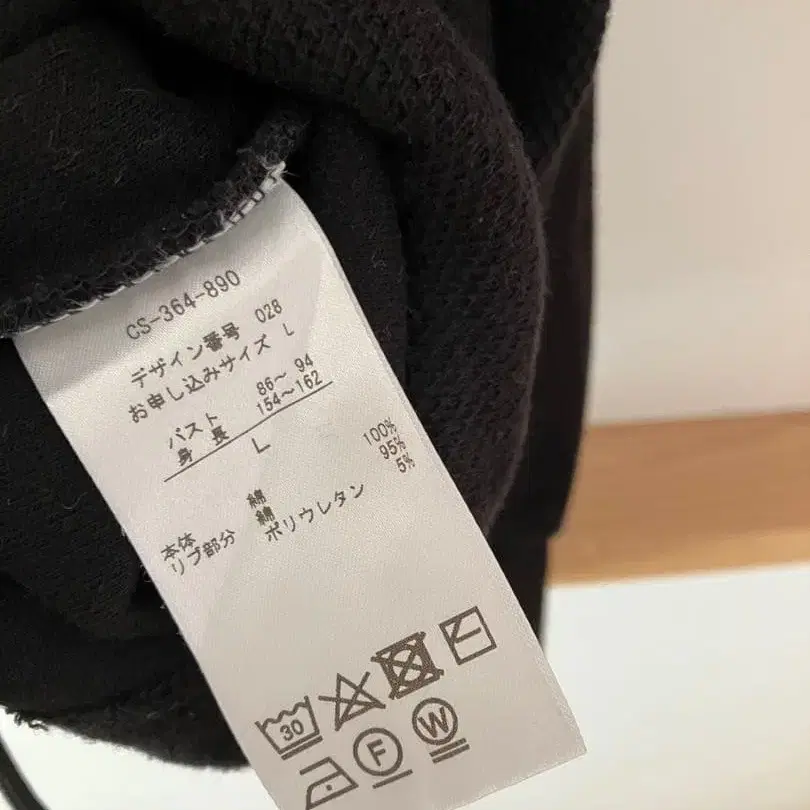 CS-364-890
デザイン番号 028
お申し込みサイズ L
バスト 86～ 94
身 長 154～162
L
本体 綿 100%
リブ部分 綿 95%
ポリウレタン 5%
30
F W